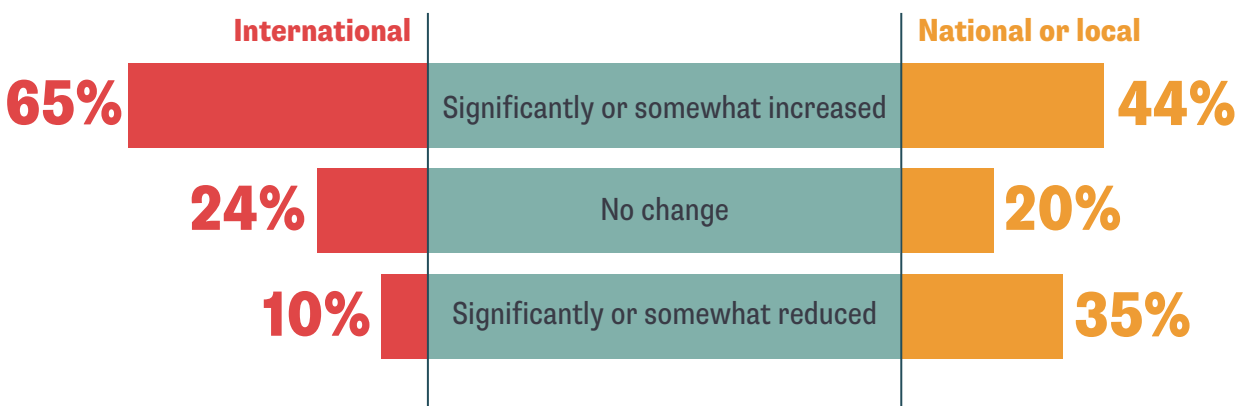 International
National or local
65%
Significantly or somewhat increased
44%
24%
No change
20%
10%
Significantly or somewhat reduced
35%